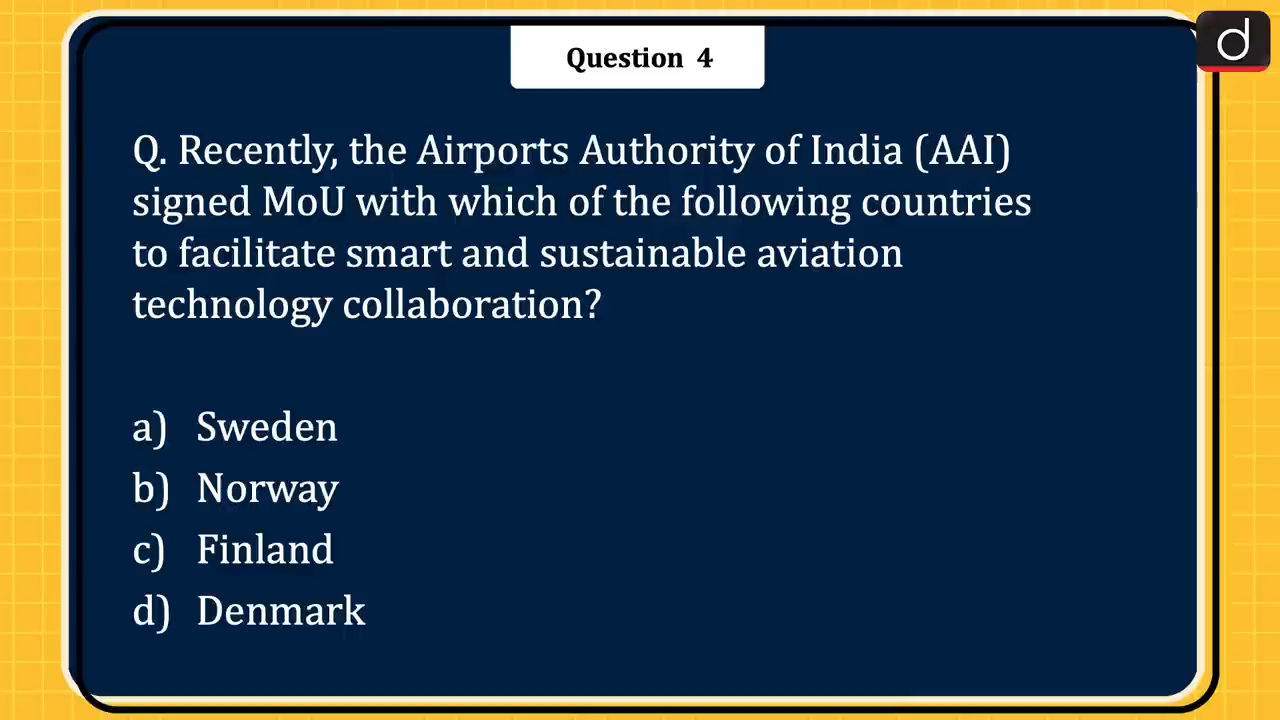 Question 4
d
Q. Recently, the Airports Authority of India (AAI)
signed MoU with which of the following countries
to facilitate smart and sustainable aviation
technology collaboration?
a) Sweden
b) Norway
c) Finland
d) Denmark